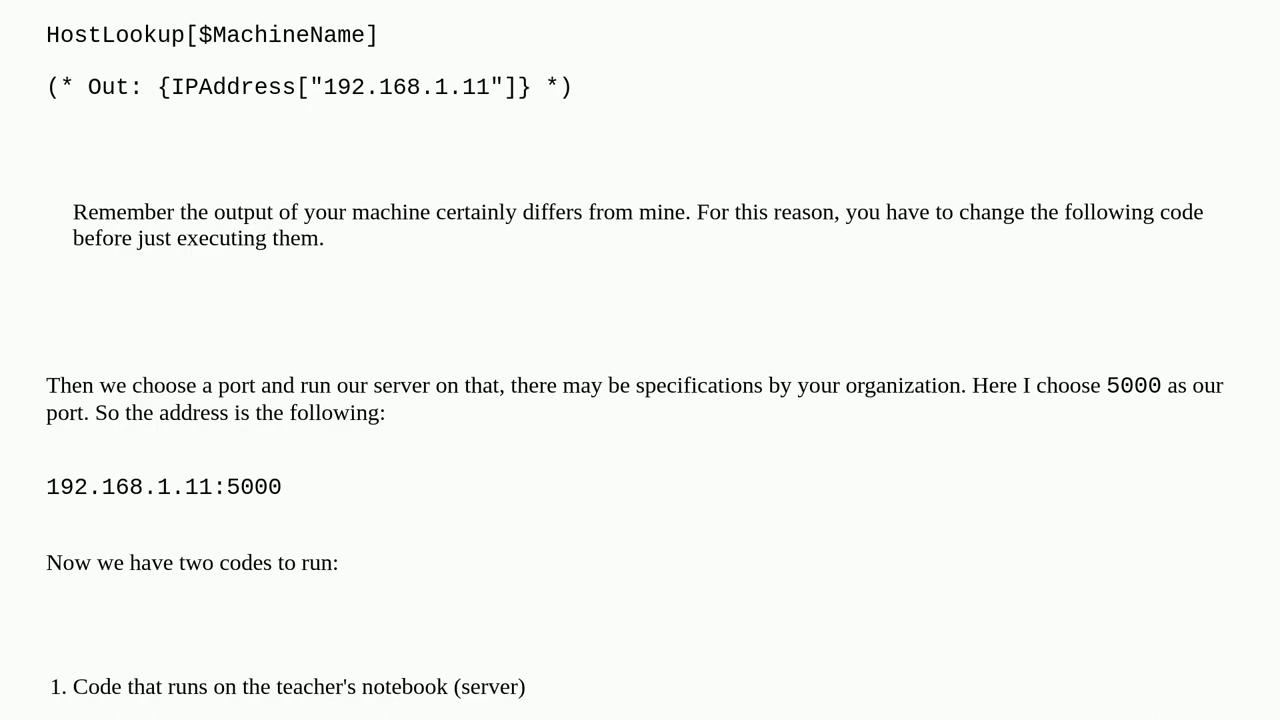 HostLookup[$MachineName]
(* Out: {IPAddress["192.168.1.11"]} *)
Remember the output of your machine certainly differs from mine. For this reason, you have to change the following code
before just executing them.
Then we choose a port and run our server on that, there may be specifications by your organization. Here I choose 5000 as our
port. So the address is the following:
192.168.1.11:5000
Now we have two codes to run:
1. Code that runs on the teacher's notebook (server)